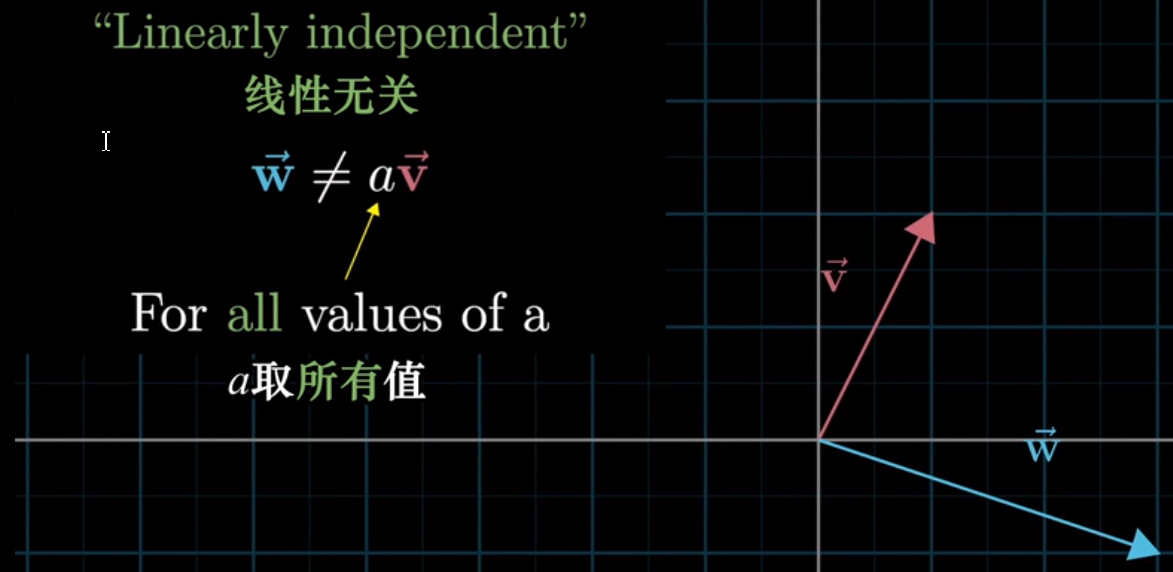 “Linearly independent”
线性无关
w⃗ ≠ av⃗
For all values of a
a取所有值
v⃗
w⃗